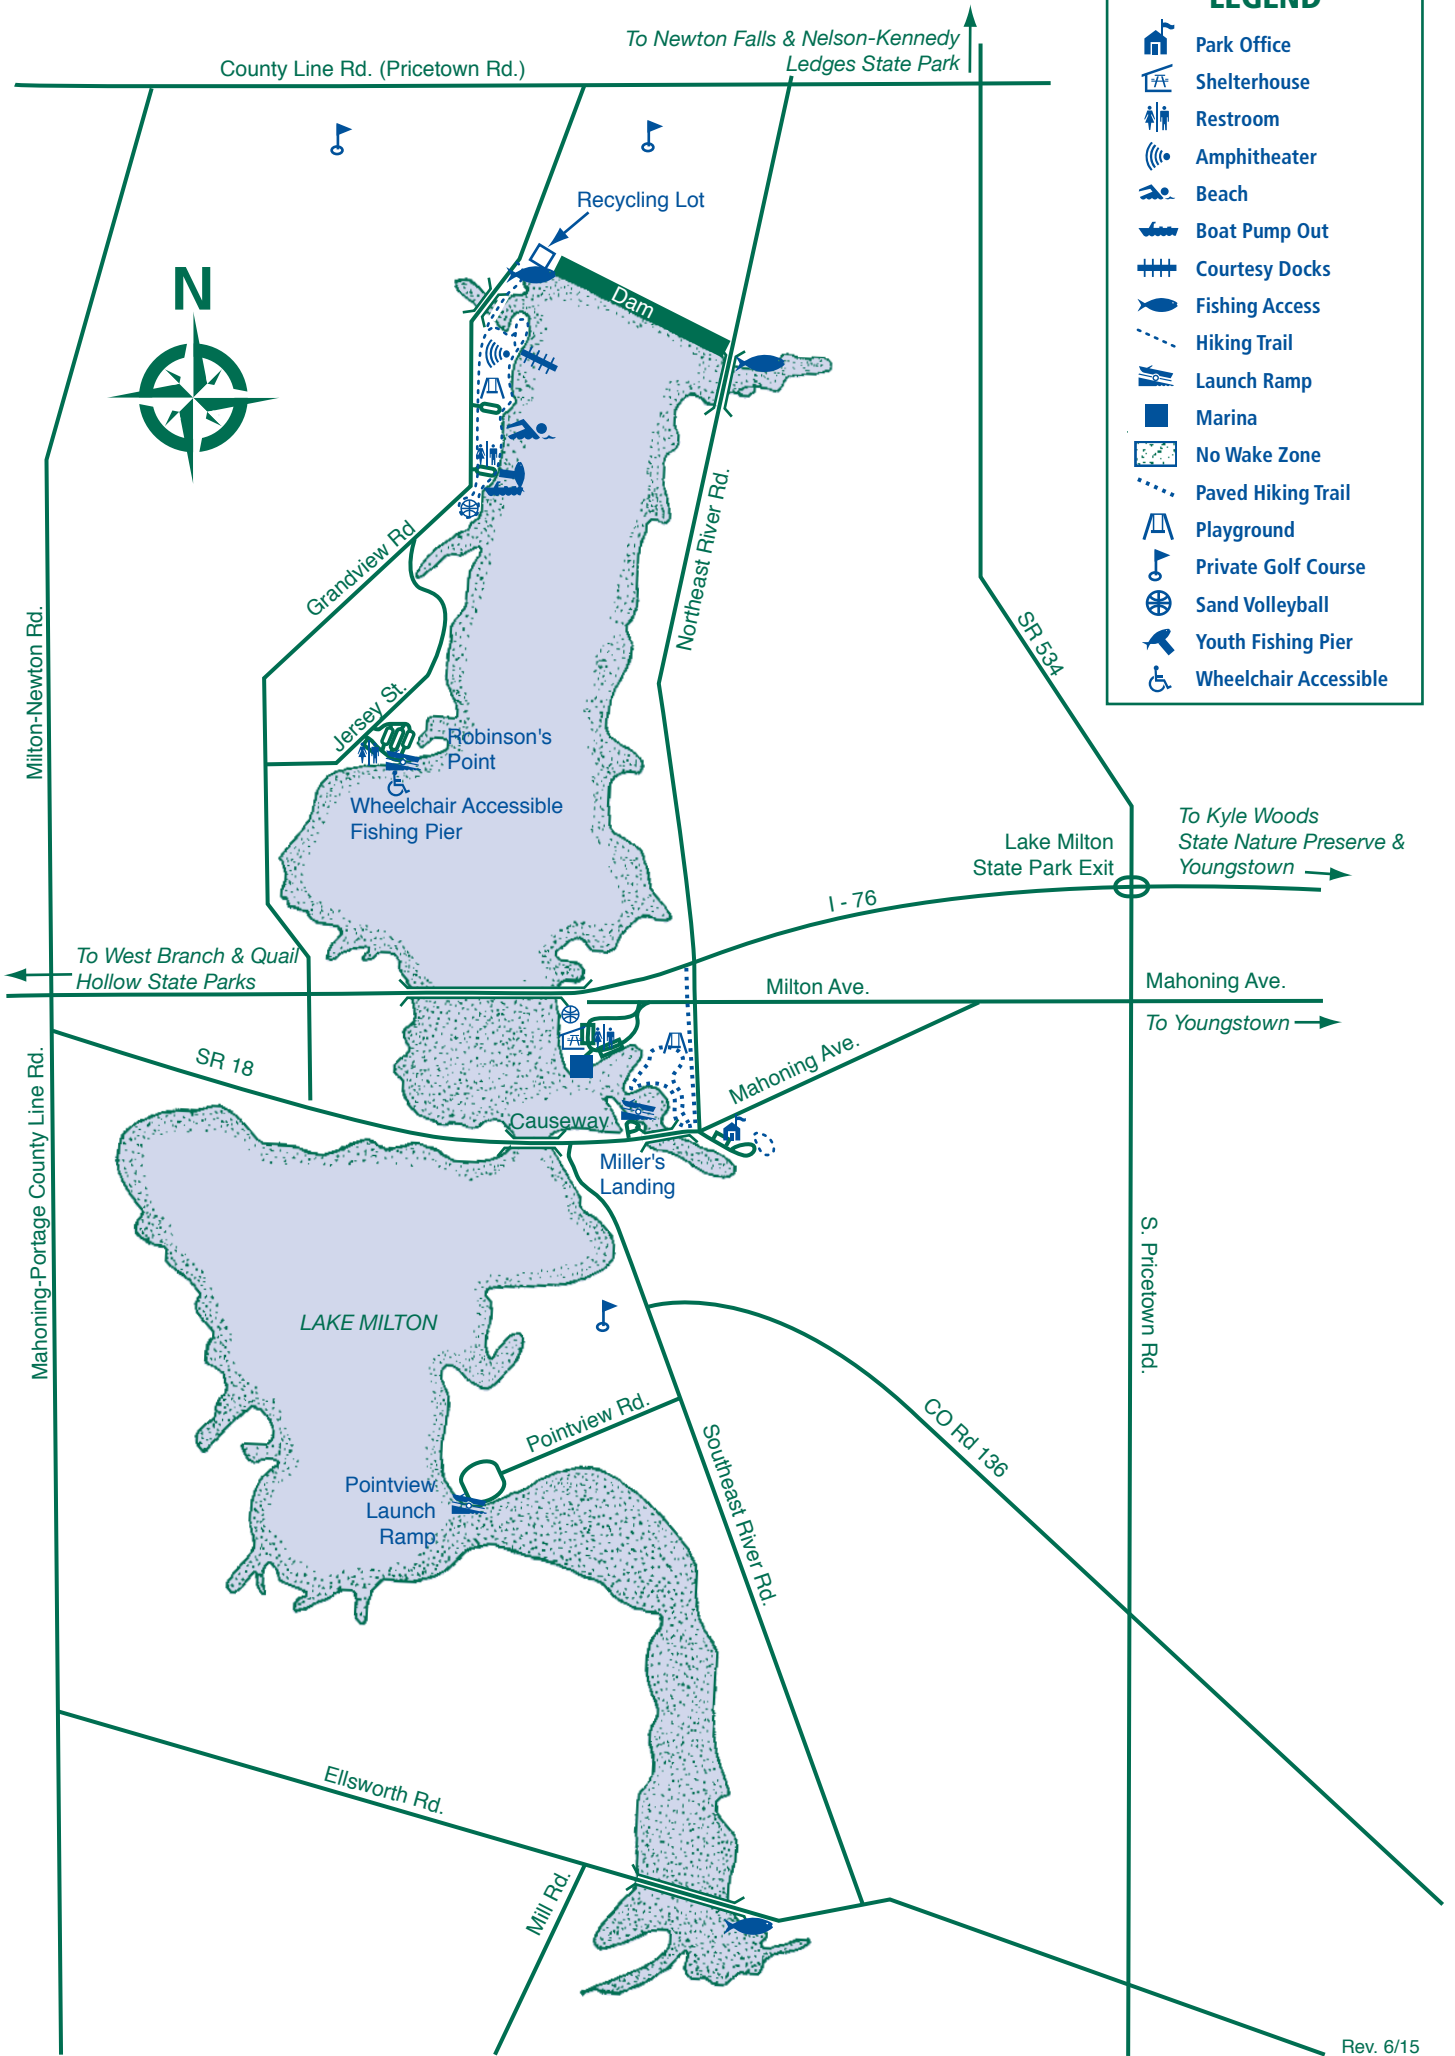 LEGEND
Park Office
Shelterhouse
Restroom
Amphitheater
Beach
Boat Pump Out
Courtesy Docks
Fishing Access
Hiking Trail
Launch Ramp
Marina
No Wake Zone
Paved Hiking Trail
Playground
Private Golf Course
Sand Volleyball
Youth Fishing Pier
Wheelchair Accessible
To Newton Falls & Nelson-Kennedy
Ledges State Park
County Line Rd. (Pricetown Rd.)
Recycling Lot
N
Dam
Grandview Rd
Northeast River Rd.
Milton-Newton Rd.
SR 534
Jersey St.
Robinson's
Point
Wheelchair Accessible
Fishing Pier
Lake Milton
State Park Exit
To Kyle Woods
State Nature Preserve &
Youngstown
I - 76
To West Branch & Quail
Hollow State Parks
Milton Ave.
Mahoning Ave.
To Youngstown
SR 18
Mahoning Ave.
Causeway
Miller's
Landing
Mahoning-Portage County Line Rd.
S. Pricetown Rd.
LAKE MILTON
Pointview Rd.
CO Rd 136
Southeast River Rd.
Pointview
Launch
Ramp
Ellsworth Rd.
Mill Rd.
Rev. 6/15